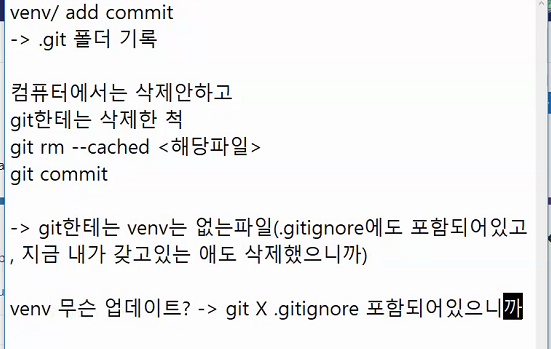 venv/ add commit
-> .git 폴더 기록
컴퓨터에서는 삭제안하고
git한테는 삭제한 척
git rm --cached <해당파일>
git commit
-> git한테는 venv는 없는파일(.gitignore에도 포함되어있고
, 지금 내가 갖고있는 애도 삭제했으니까)
venv 무슨 업데이트? -> git X .gitignore 포함되어있으니까